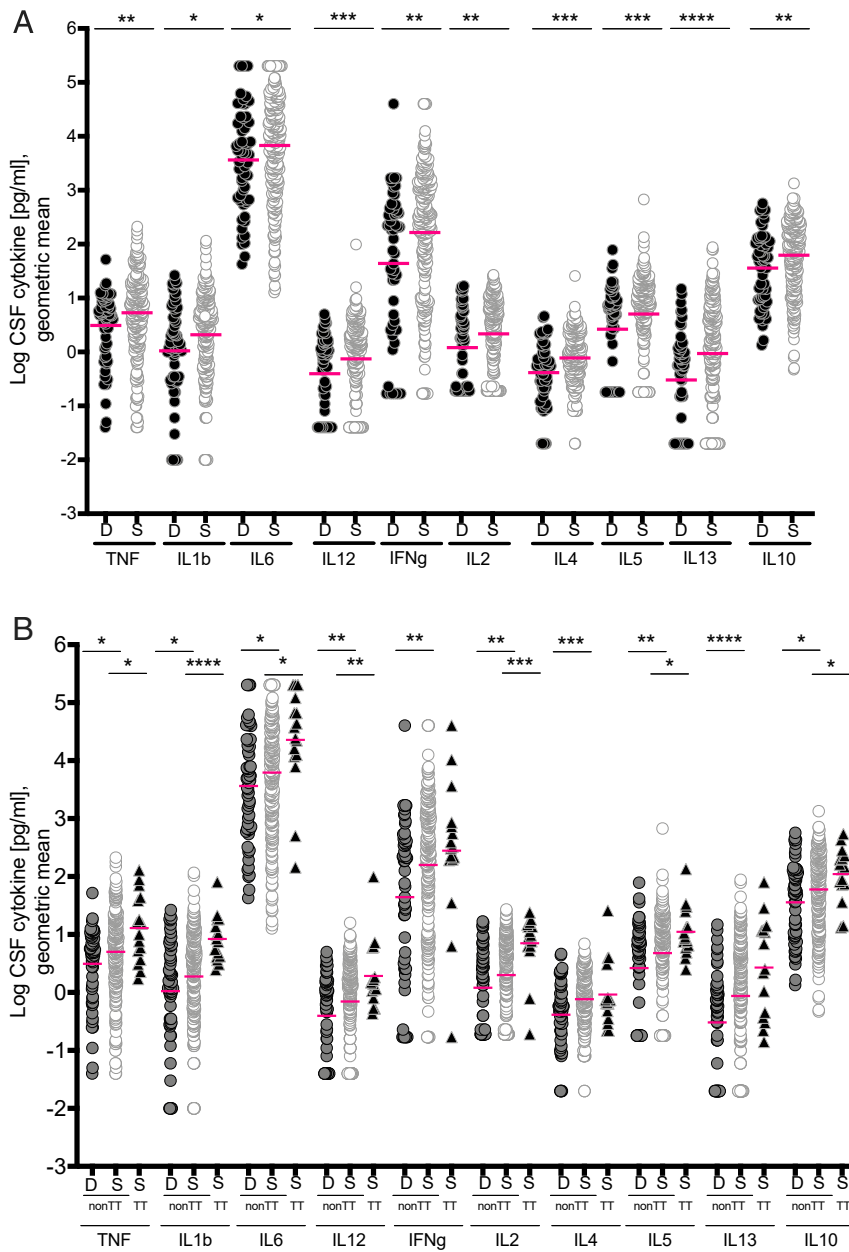 A
** * * *** ** ** *** *** **** **
Log CSF cytokine [pg/ml],
geometric mean
6
5
4
3
2
1
0
-1
-2
-3
D S D S D S D S D S D S D S D S D S D S
TNF IL1b IL6 IL12 IFNg IL2 IL4 IL5 IL13 IL10
B
* * * ** ** ** *** ** **** *
* **** * ** *** * *
Log CSF cytokine [pg/ml],
geometric mean
6
5
4
3
2
1
0
-1
-2
-3
D S S D S S D S S D S S D S S D S S D S S D S S D S S D S S
nonTT TT nonTT TT nonTT TT nonTT TT nonTT TT nonTT TT nonTT TT nonTT TT nonTT TT nonTT TT
TNF IL1b IL6 IL12 IFNg IL2 IL4 IL5 IL13 IL10